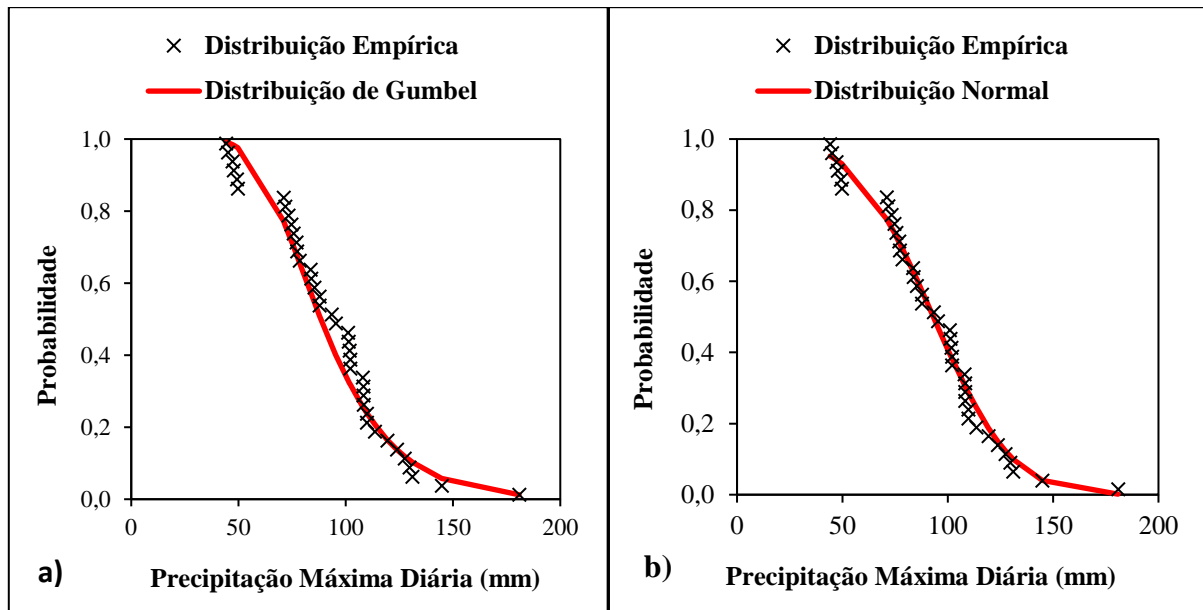 Distribuição Empírica
Distribuição de Gumbel
1,0
0,8
0,6
0,4
0,2
0,0
0
50
100
150
200
Probabilidade
Precipitação Máxima Diária (mm)
a)
Distribuição Empírica
Distribuição Normal
1,0
0,8
0,6
0,4
0,2
0,0
0
50
100
150
200
Probabilidade
Precipitação Máxima Diária (mm)
b)